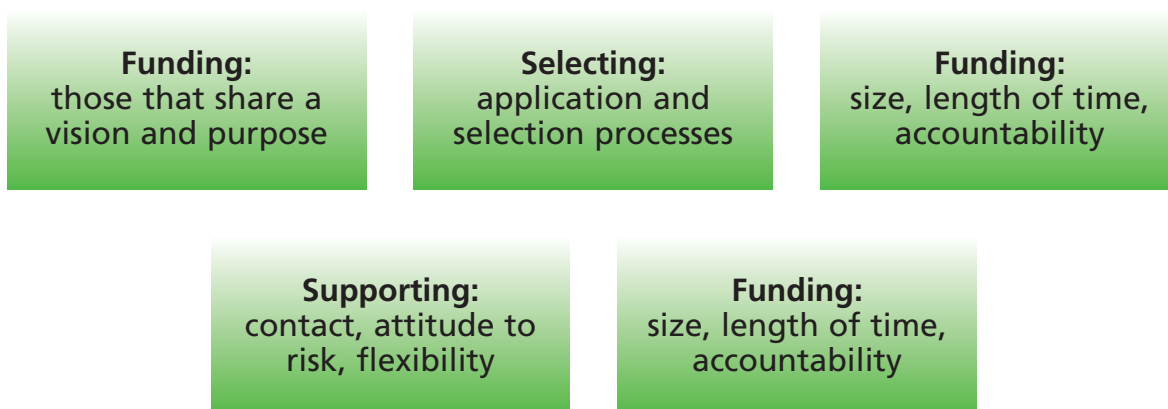 Funding:
those that share a
vision and purpose
Selecting:
application and
selection processes
Funding:
size, length of time,
accountability
Supporting:
contact, attitude to
risk, flexibility
Funding:
size, length of time,
accountability